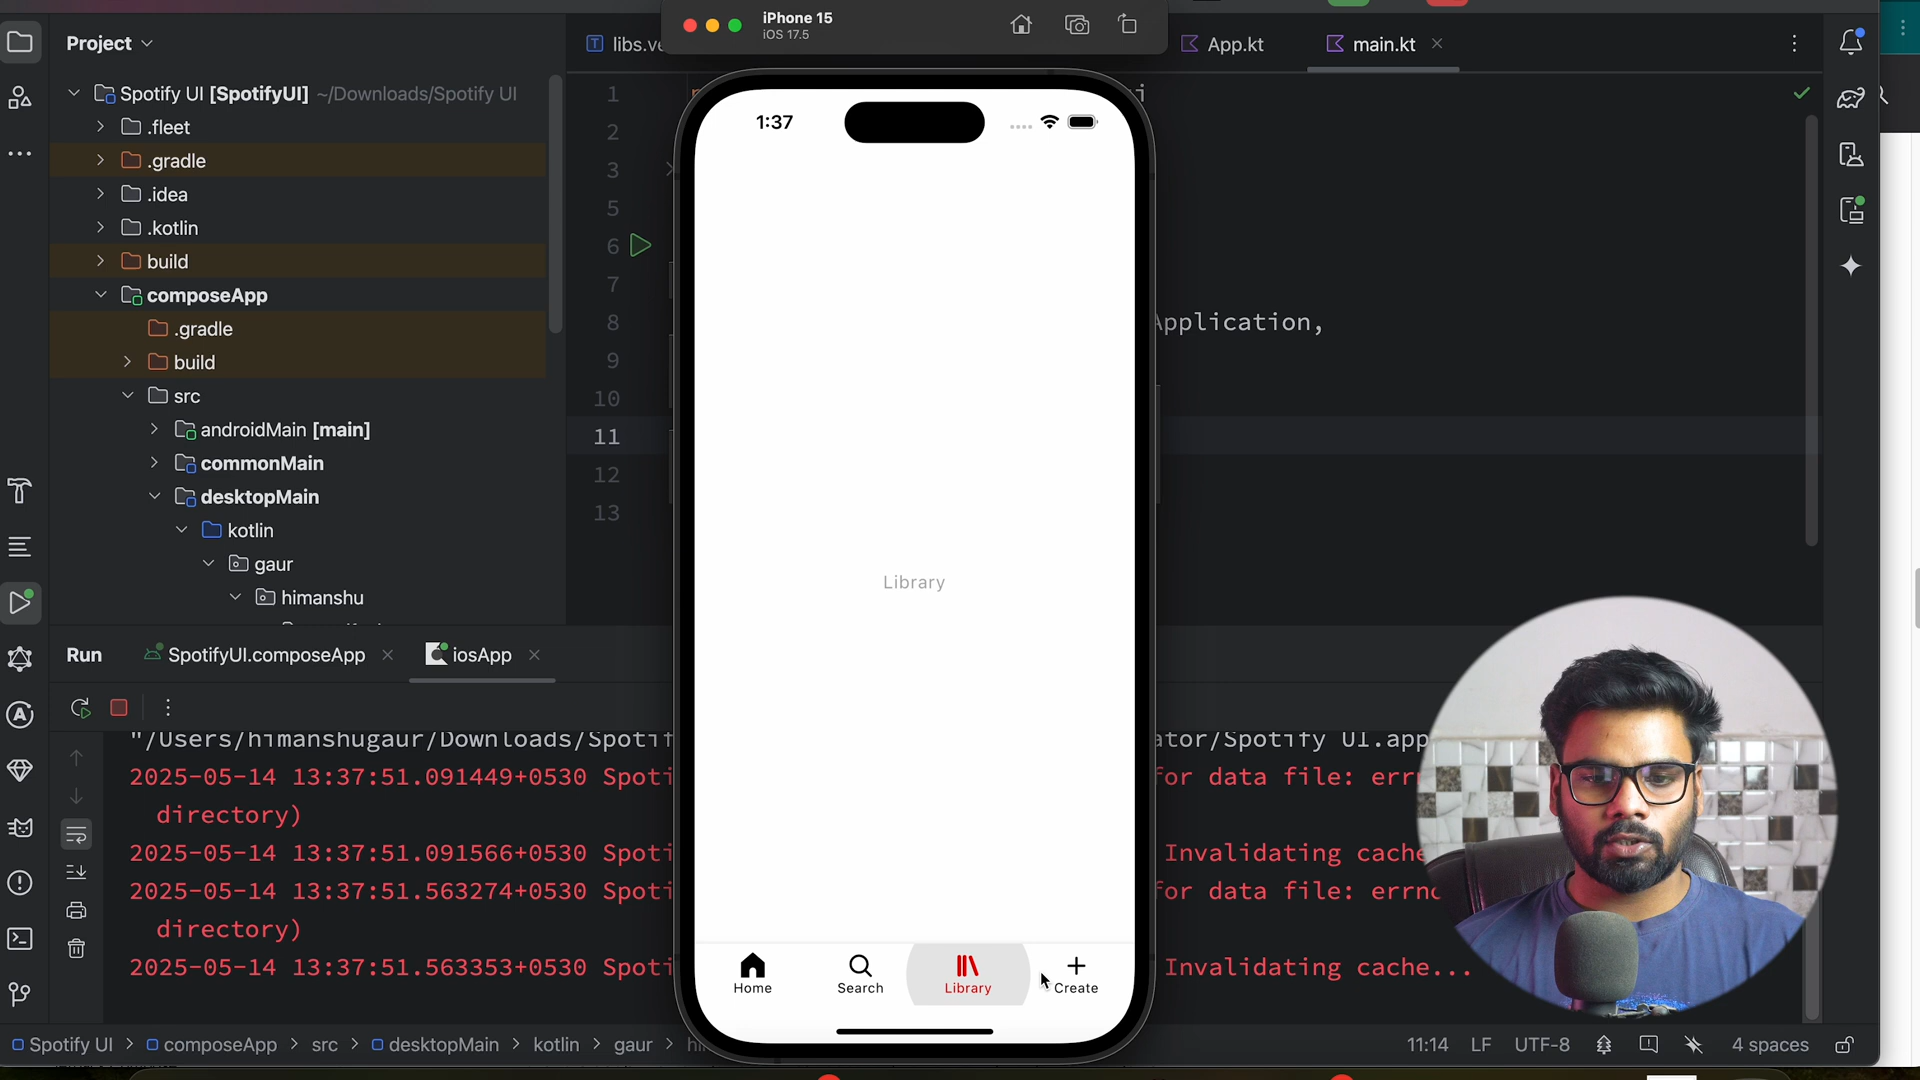 iPhone 15
iOS 17.5
Project
libs.ve
App.kt
main.kt
Spotify UI [SpotifyUI] ~/Downloads/Spotify UI
.fleet
.gradle
.idea
.kotlin
build
composeApp
.gradle
build
src
androidMain [main]
commonMain
desktopMain
kotlin
gaur
himanshu
1
2
3
5
6
7
8
9
10
11
12
13
Application,
1:37
Library
Home
Search
Library
Create
Run
SpotifyUI.composeApp
iosApp
"/Users/himanshugaur/Downloads/Spotif
ator/Spotify UI.app
2025-05-14 13:37:51.091449+0530 Spoti
for data file: errn
directory)
2025-05-14 13:37:51.091566+0530 Spoti
Invalidating cache
2025-05-14 13:37:51.563274+0530 Spoti
for data file: errno
directory)
2025-05-14 13:37:51.563353+0530 Spoti
Invalidating cache...
Spotify UI > composeApp > src > desktopMain > kotlin > gaur >
11:14 LF UTF-8 4 spaces